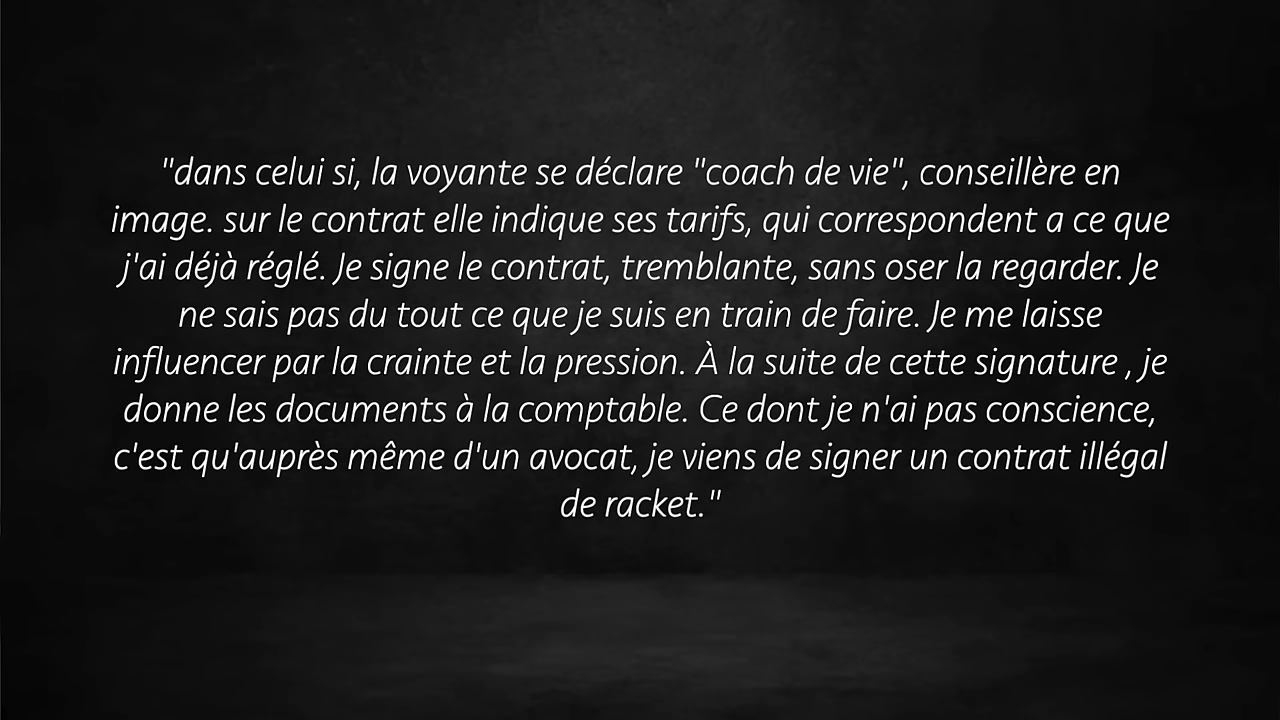 "dans celui si, la voyante se déclare "coach de vie", conseillère en
image. sur le contrat elle indique ses tarifs, qui correspondent a ce que
j'ai déjà réglé. Je signe le contrat, tremblante, sans oser la regarder. Je
ne sais pas du tout ce que je suis en train de faire. Je me laisse
influencer par la crainte et la pression. À la suite de cette signature , je
donne les documents à la comptable. Ce dont je n'ai pas conscience,
c'est qu'auprès même d'un avocat, je viens de signer un contrat illégal
de racket."